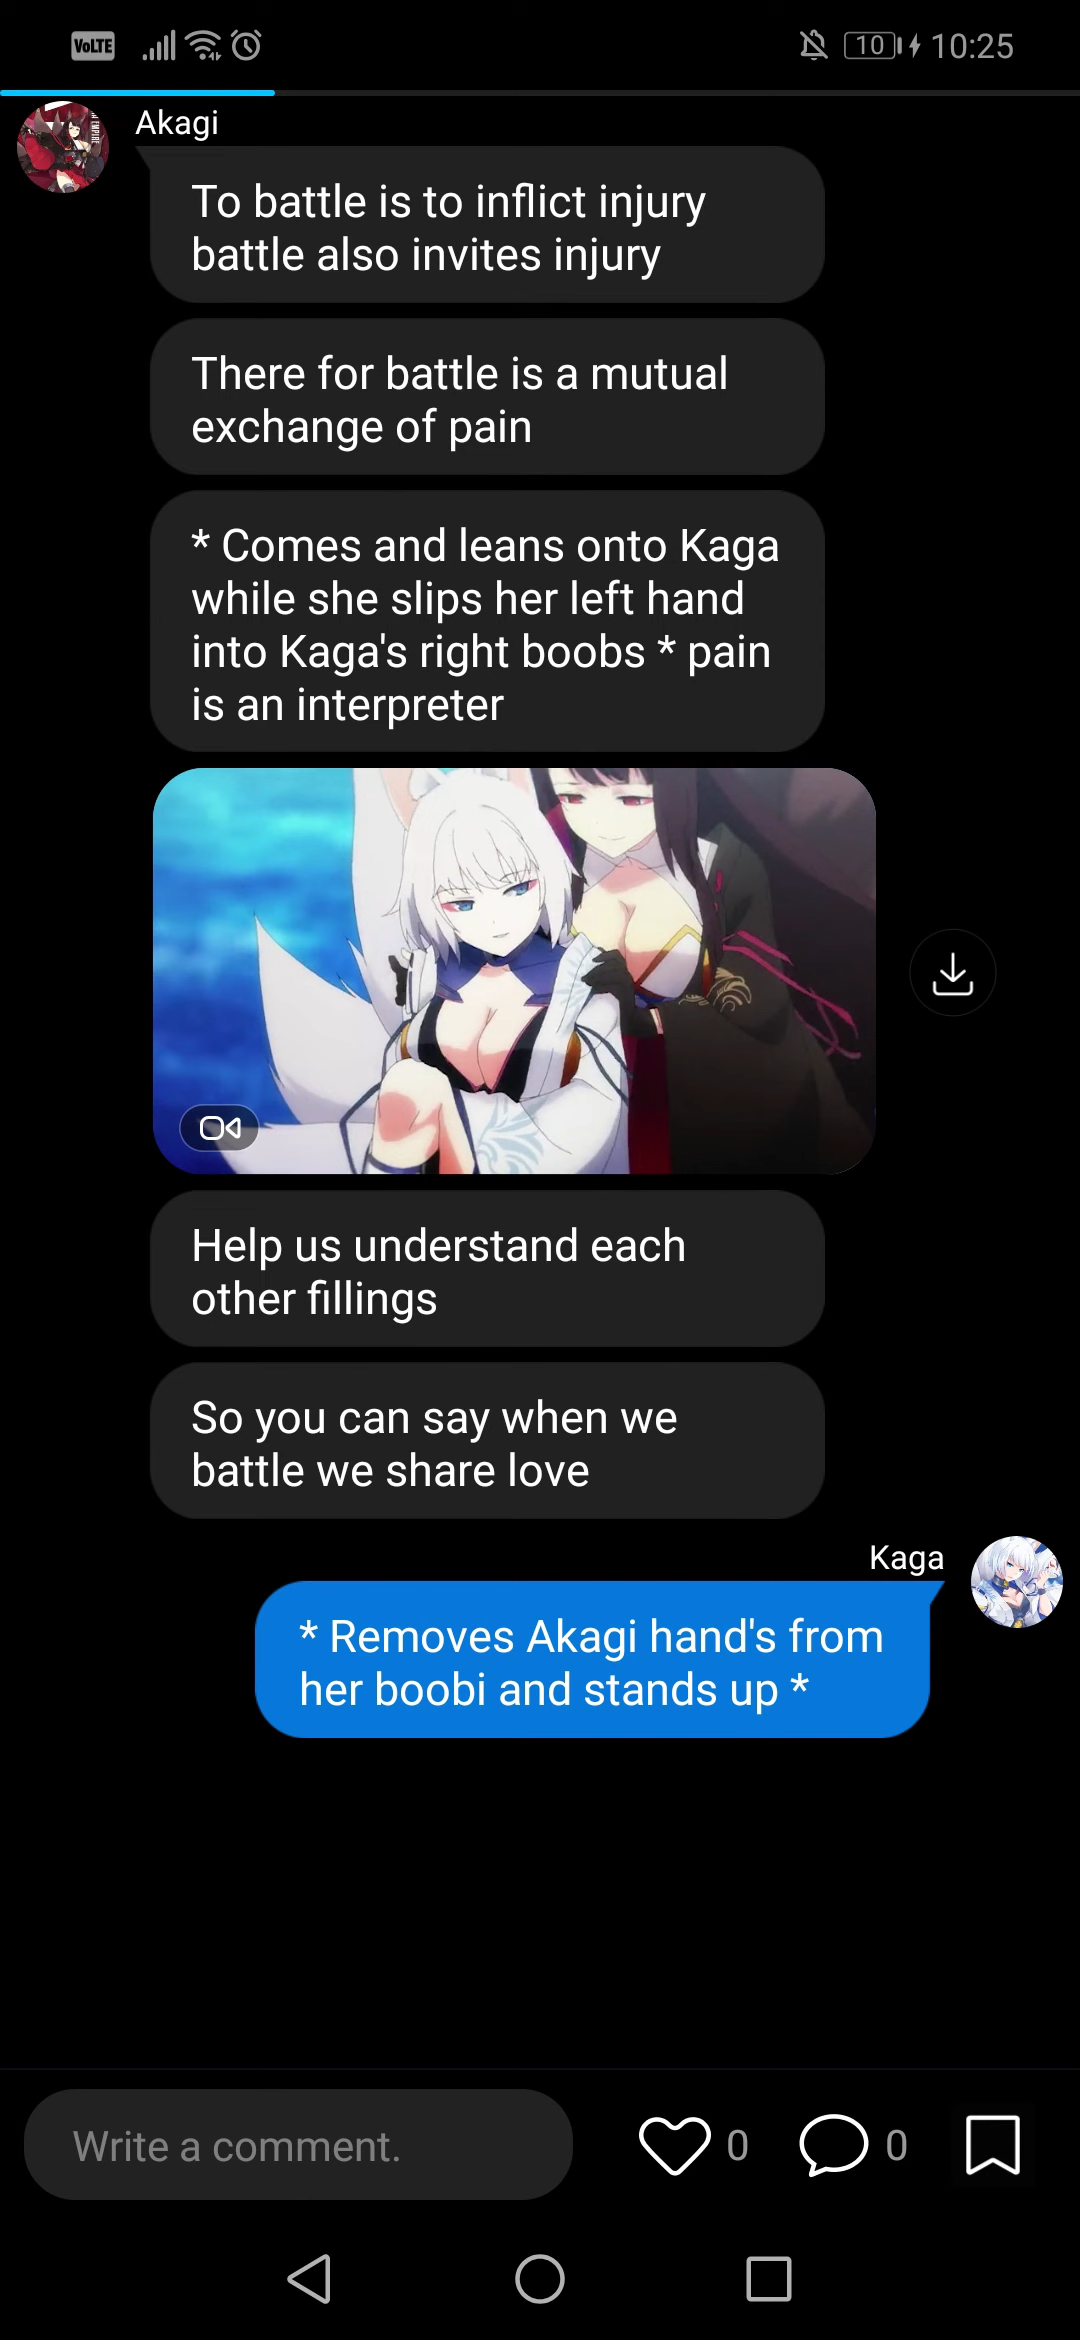 VoLTE 10 10:25
Akagi
To battle is to inflict injury
battle also invites injury
There for battle is a mutual
exchange of pain
* Comes and leans onto Kaga
while she slips her left hand
into Kaga's right boobs * pain
is an interpreter
Help us understand each
other fillings
So you can say when we
battle we share love
Kaga
* Removes Akagi hand's from
her boobi and stands up *
Write a comment. 0 0